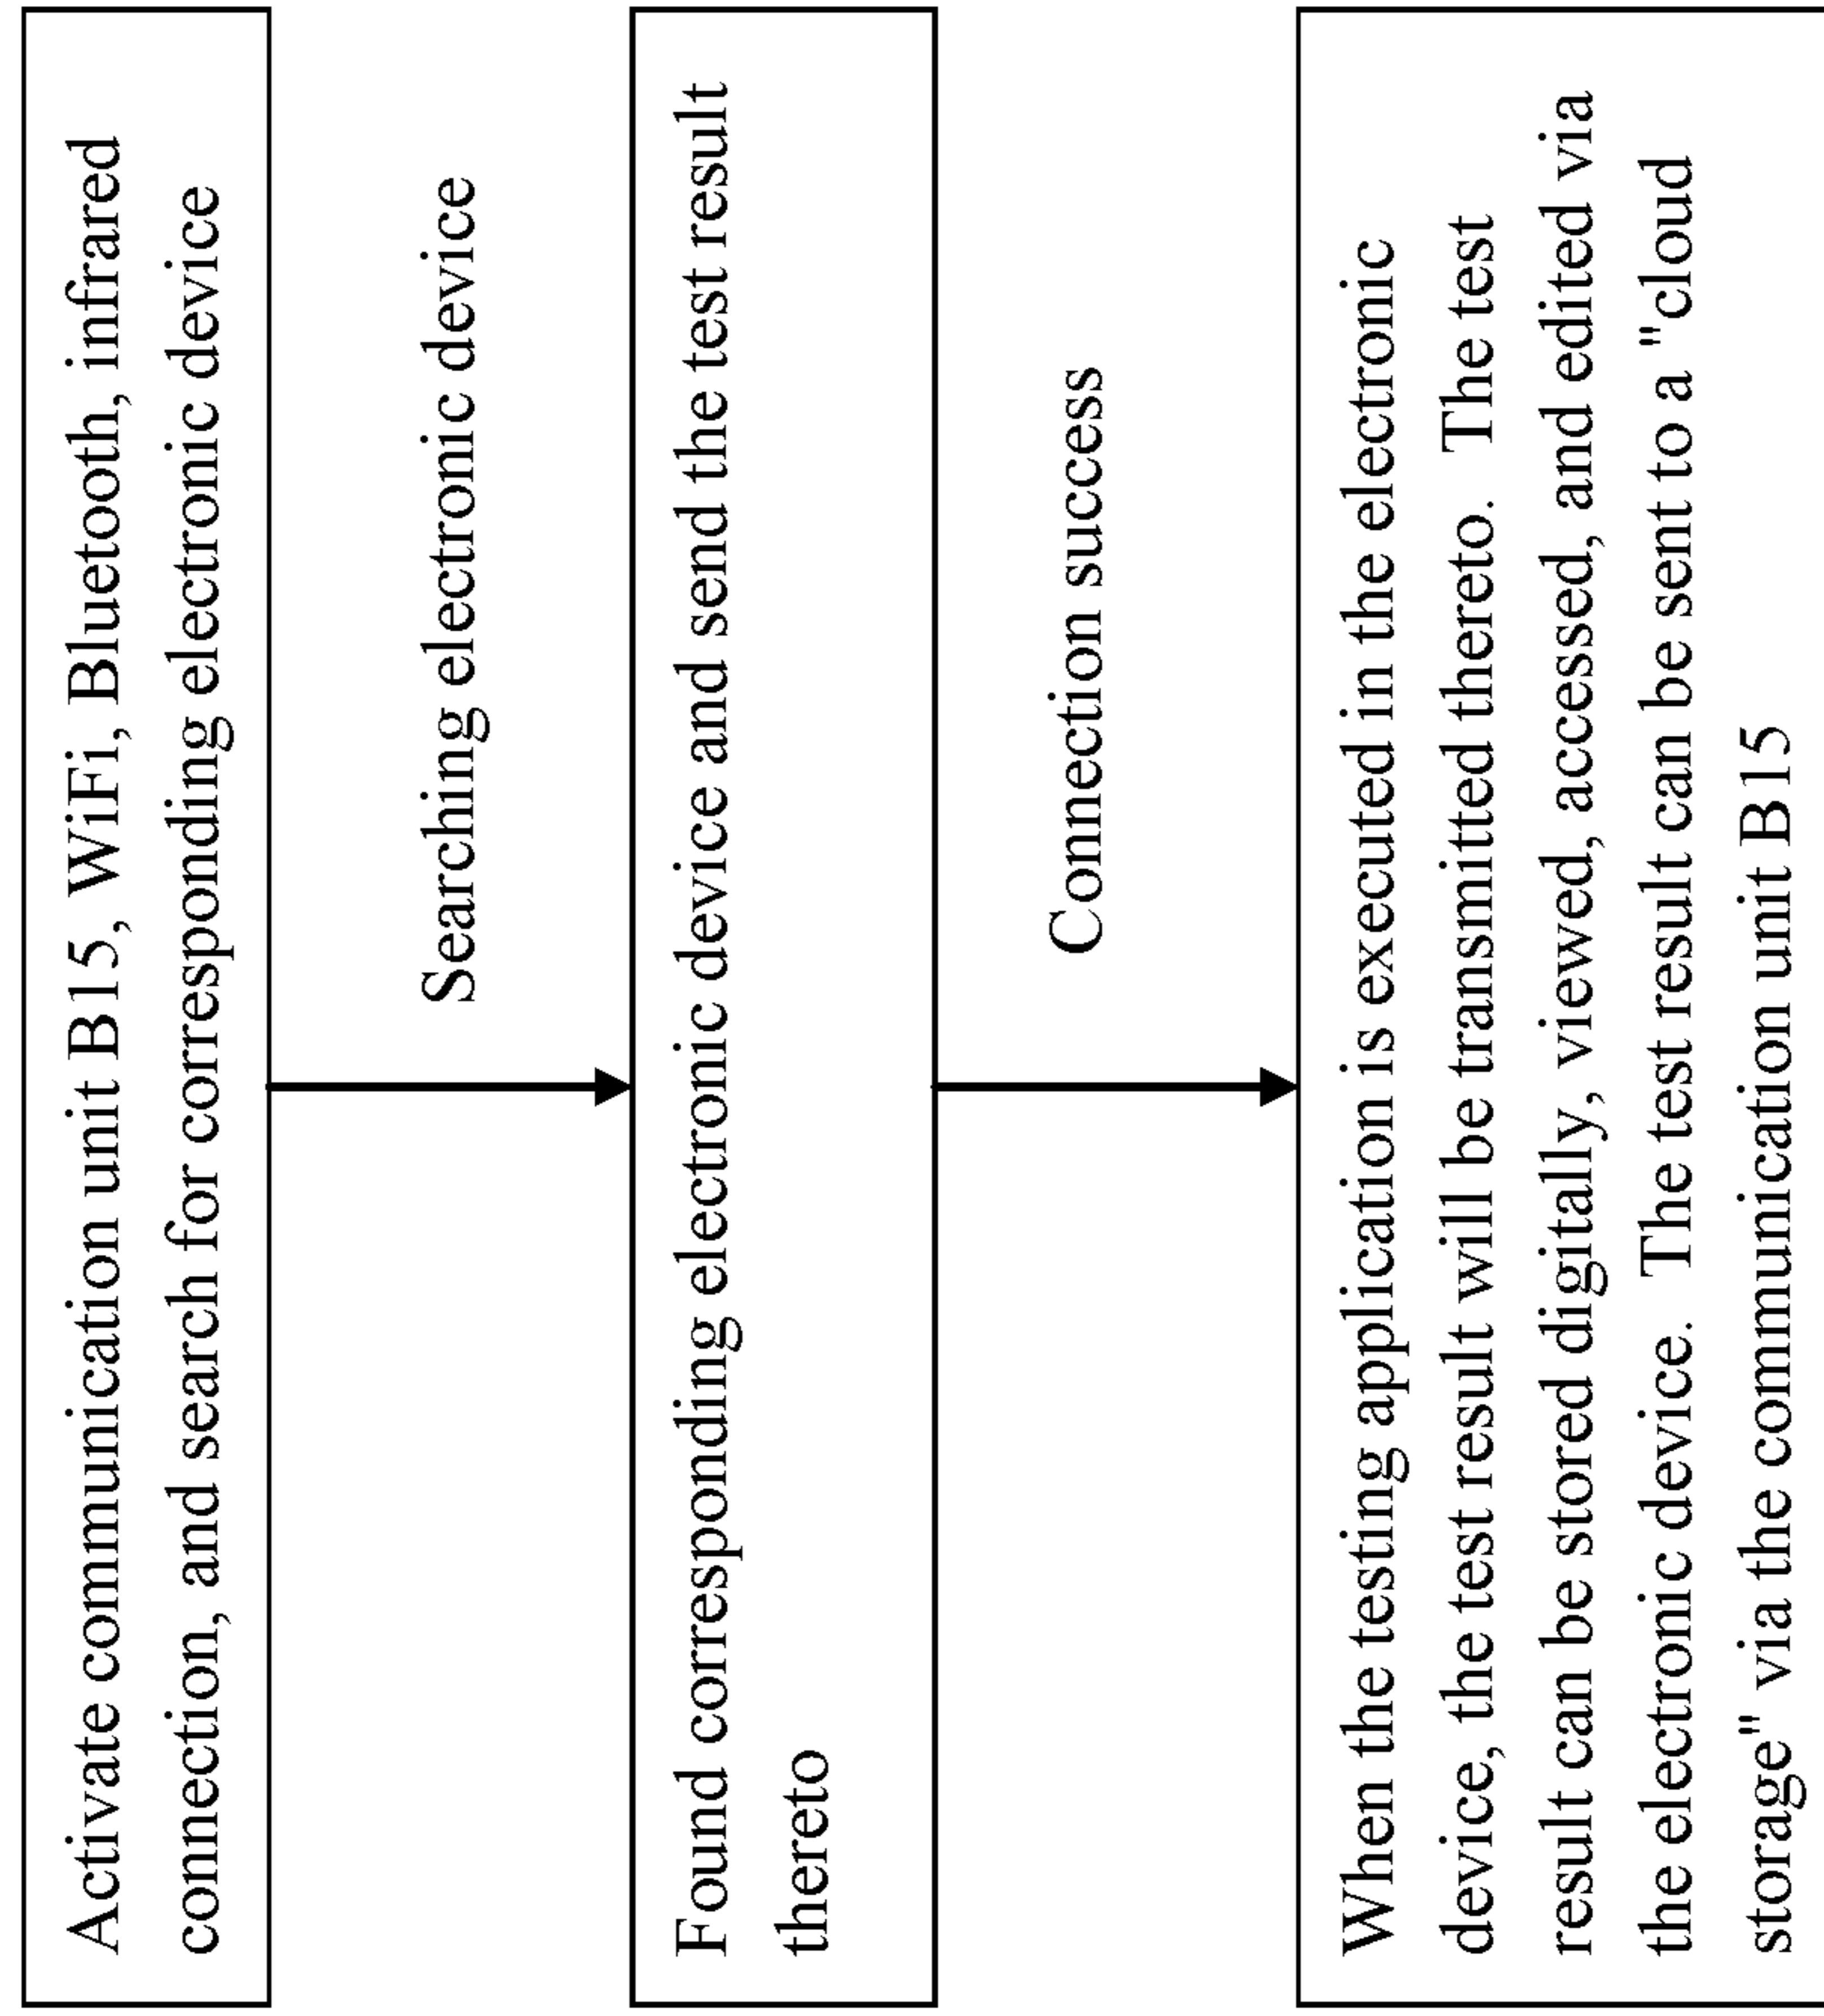 Activate communication unit B15, WiFi, Bluetooth, infrared
connection, and search for corresponding electronic device
Searching electronic device
Found corresponding electronic device and send the test result
thereto
Connection success
When the testing application is executed in the electronic
device, the test result will be transmitted thereto.  The test
result can be stored digitally, viewed, accessed, and edited via
the electronic device.  The test result can be sent to a "cloud
storage" via the communication unit B15